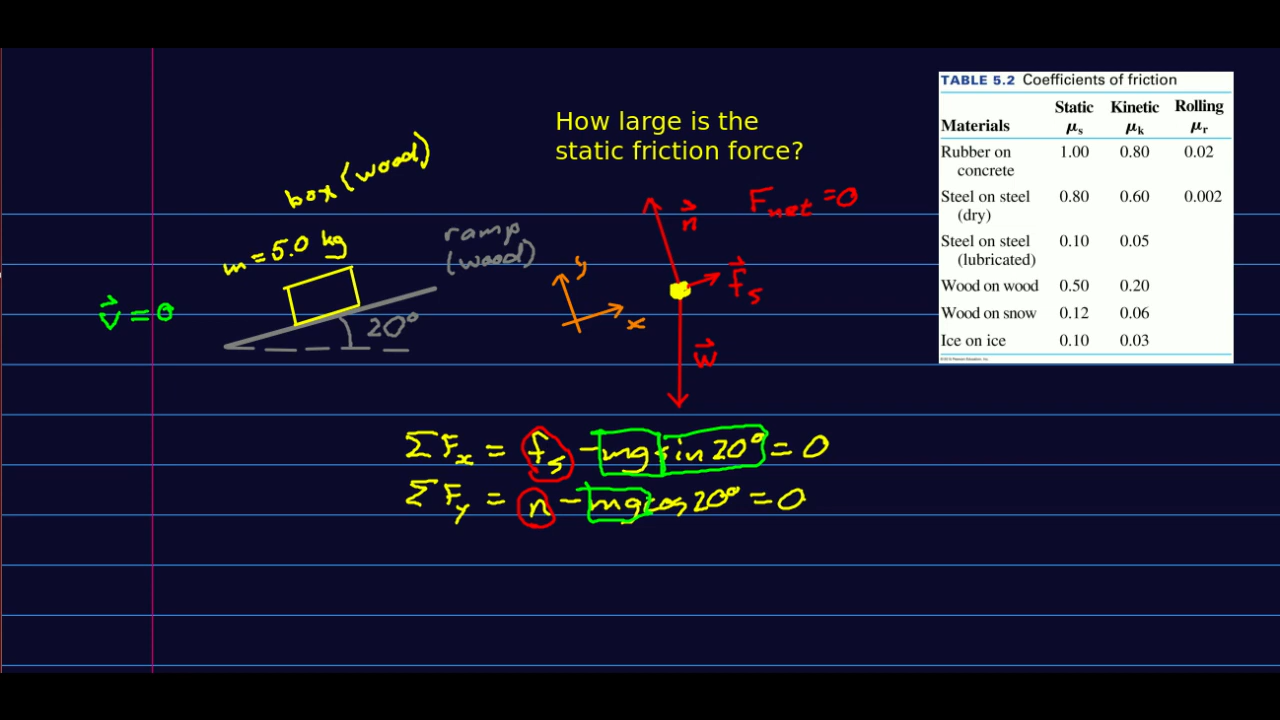 How large is the
static friction force?
box (wood)
m = 5.0 kg
ramp
(wood)
v⃗ = 0
20°
y
x
n⃗
F_net = 0
f⃗_s
w⃗
ΣF_x = f_s - mg sin 20° = 0
ΣF_y = n - mg cos 20° = 0
TABLE 5.2 Coefficients of friction
Static Kinetic Rolling
Materials μs μk μr
Rubber on 1.00 0.80 0.02
concrete
Steel on steel 0.80 0.60 0.002
(dry)
Steel on steel 0.10 0.05
(lubricated)
Wood on wood 0.50 0.20
Wood on snow 0.12 0.06
Ice on ice 0.10 0.03